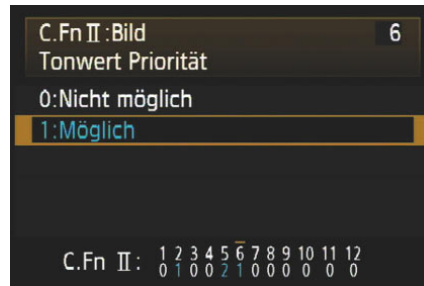 C.Fn Ⅱ :Bild 6
Tonwert Priorität
0:Nicht möglich
1:Möglich
C.Fn Ⅱ : 1 2 3 4 5 6 7 8 9 10 11 12
0 1 0 0 2 1 0 0 0 0 0 0